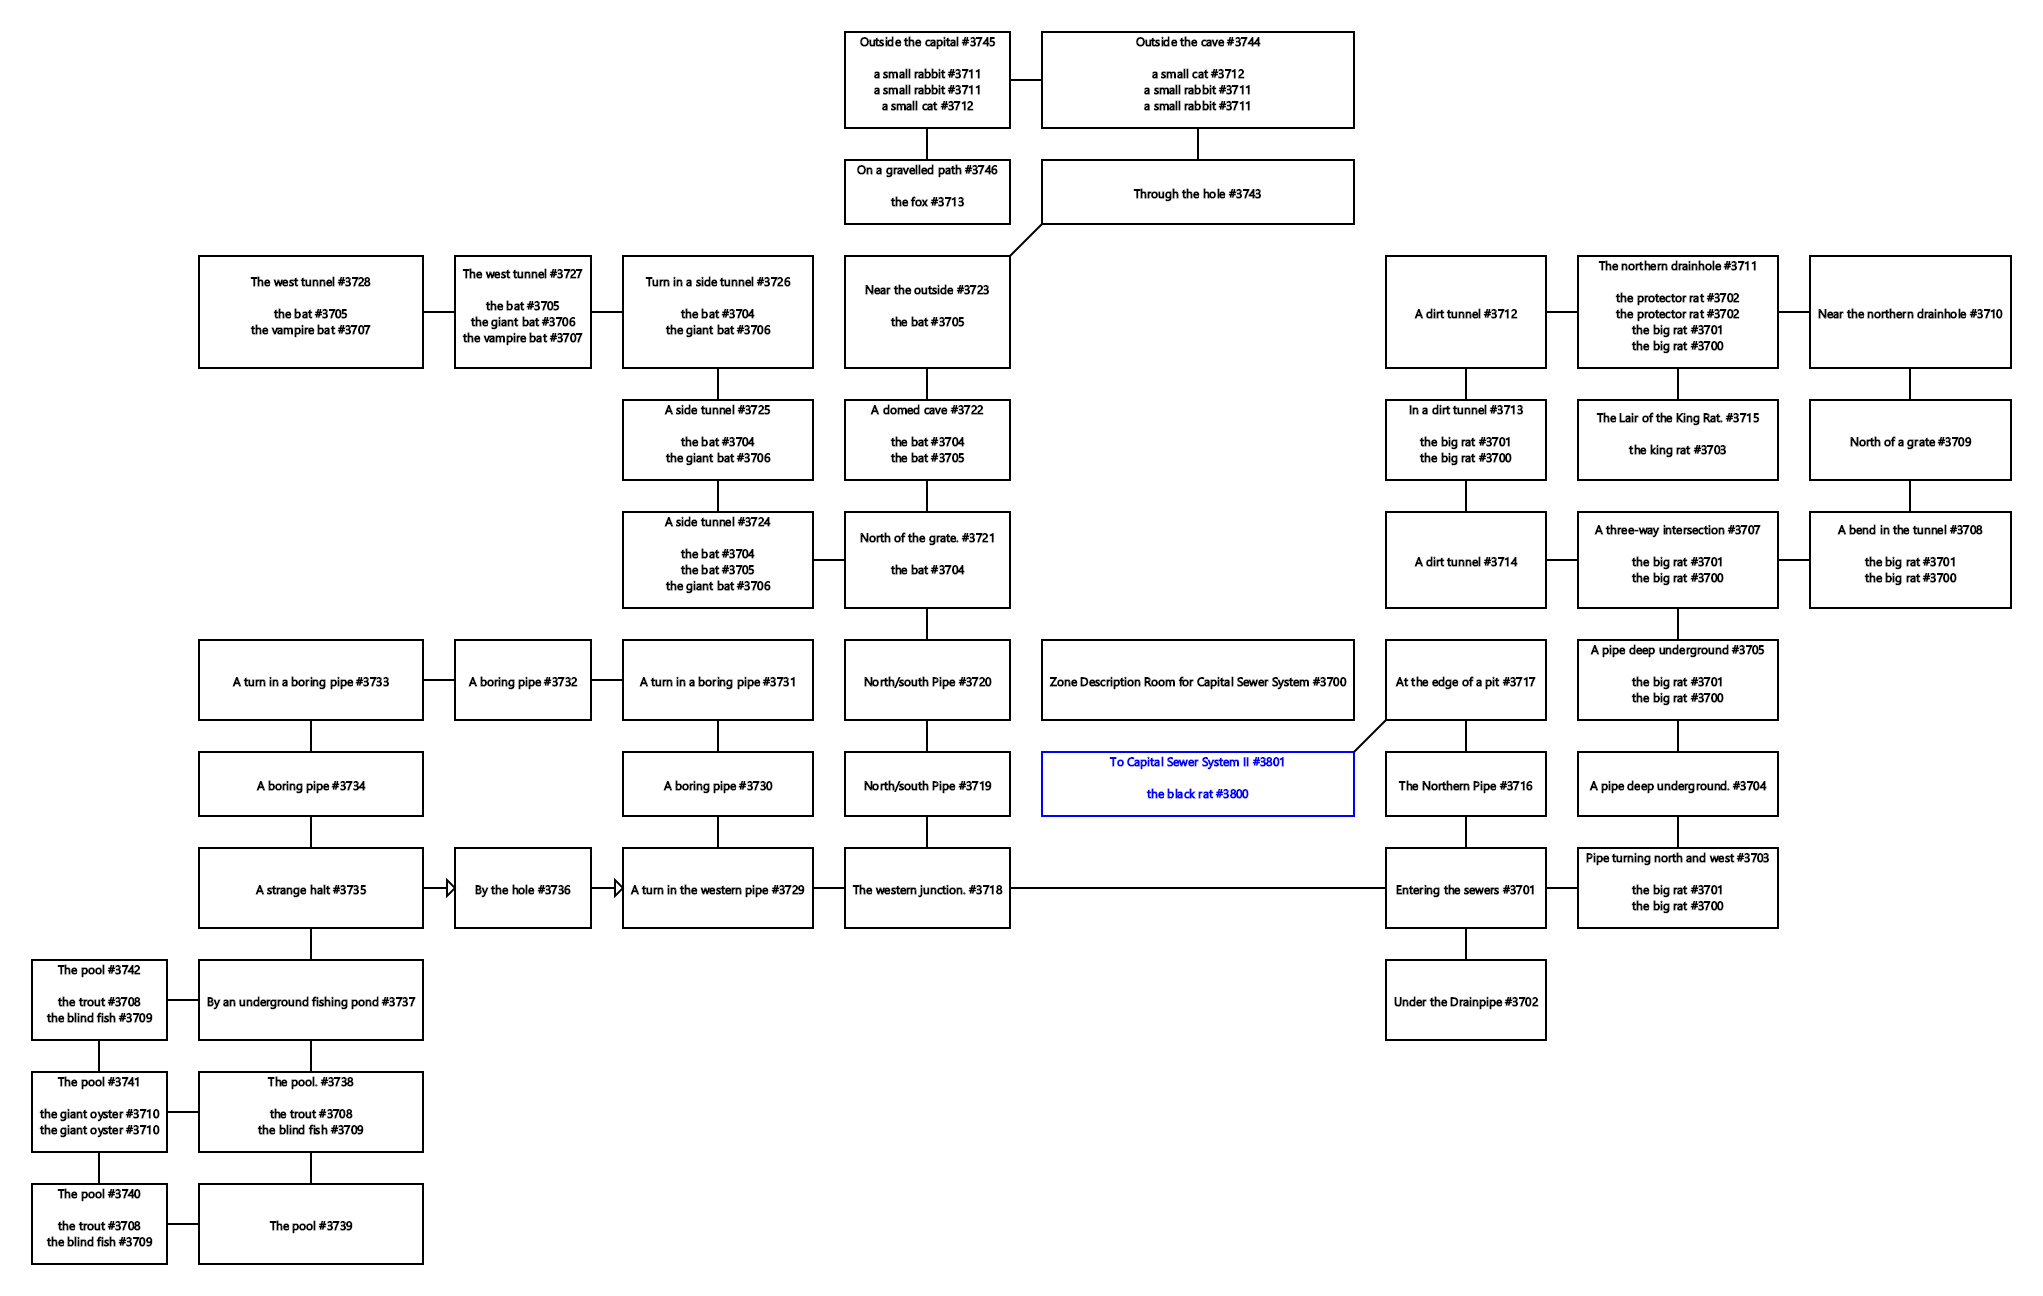 Outside the capital #3745
a small rabbit #3711
a small rabbit #3711
a small cat #3712
Outside the cave #3744
a small cat #3712
a small rabbit #3711
a small rabbit #3711
On a gravelled path #3746
the fox #3713
Through the hole #3743
The west tunnel #3728
the bat #3705
the vampire bat #3707
The west tunnel #3727
the bat #3705
the giant bat #3706
the vampire bat #3707
Turn in a side tunnel #3726
the bat #3704
the giant bat #3706
Near the outside #3723
the bat #3705
A dirt tunnel #3712
The northern drainhole #3711
the protector rat #3702
the protector rat #3702
the big rat #3701
the big rat #3700
Near the northern drainhole #3710
A side tunnel #3725
the bat #3704
the giant bat #3706
A domed cave #3722
the bat #3704
the bat #3705
In a dirt tunnel #3713
the big rat #3701
the big rat #3700
The Lair of the King Rat. #3715
the king rat #3703
North of a grate #3709
A side tunnel #3724
the bat #3704
the bat #3705
the giant bat #3706
North of the grate. #3721
the bat #3704
A dirt tunnel #3714
A three-way intersection #3707
the big rat #3701
the big rat #3700
A bend in the tunnel #3708
the big rat #3701
the big rat #3700
A turn in a boring pipe #3733
A boring pipe #3732
A turn in a boring pipe #3731
North/south Pipe #3720
Zone Description Room for Capital Sewer System #3700
At the edge of a pit #3717
A pipe deep underground #3705
the big rat #3701
the big rat #3700
A boring pipe #3734
A boring pipe #3730
North/south Pipe #3719
To Capital Sewer System II #3801
the black rat #3800
The Northern Pipe #3716
A pipe deep underground. #3704
A strange halt #3735
By the hole #3736
A turn in the western pipe #3729
The western junction. #3718
Entering the sewers #3701
Pipe turning north and west #3703
the big rat #3701
the big rat #3700
The pool #3742
the trout #3708
the blind fish #3709
By an underground fishing pond #3737
Under the Drainpipe #3702
The pool #3741
the giant oyster #3710
the giant oyster #3710
The pool. #3738
the trout #3708
the blind fish #3709
The pool #3740
the trout #3708
the blind fish #3709
The pool #3739